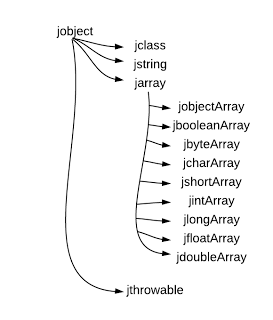 jobject
jclass
jstring
jarray
jobjectArray
jbooleanArray
jbyteArray
jcharArray
jshortArray
jintArray
jlongArray
jfloatArray
jdoubleArray
jthrowable